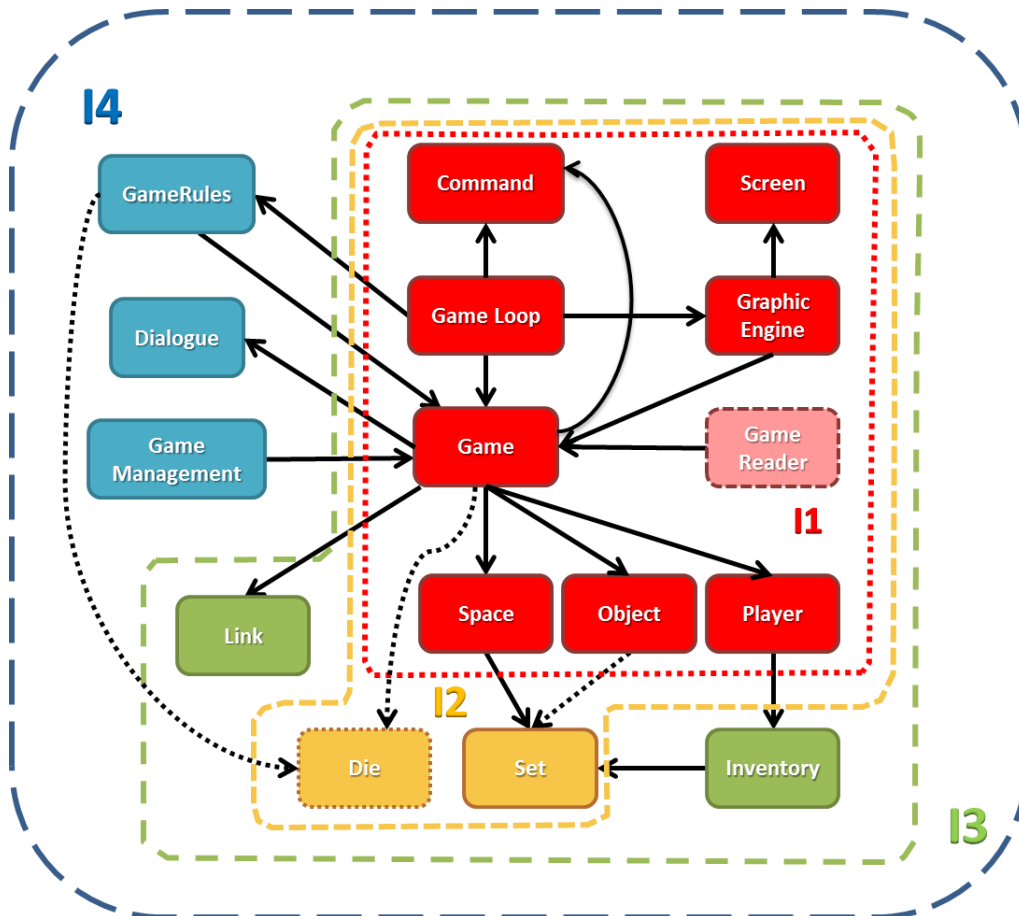 I4
GameRules
Command
Screen
Dialogue
Game Loop
Graphic
Engine
Game
Management
Game
Game
Reader
I1
Link
Space
Object
Player
I2
Die
Set
Inventory
I3